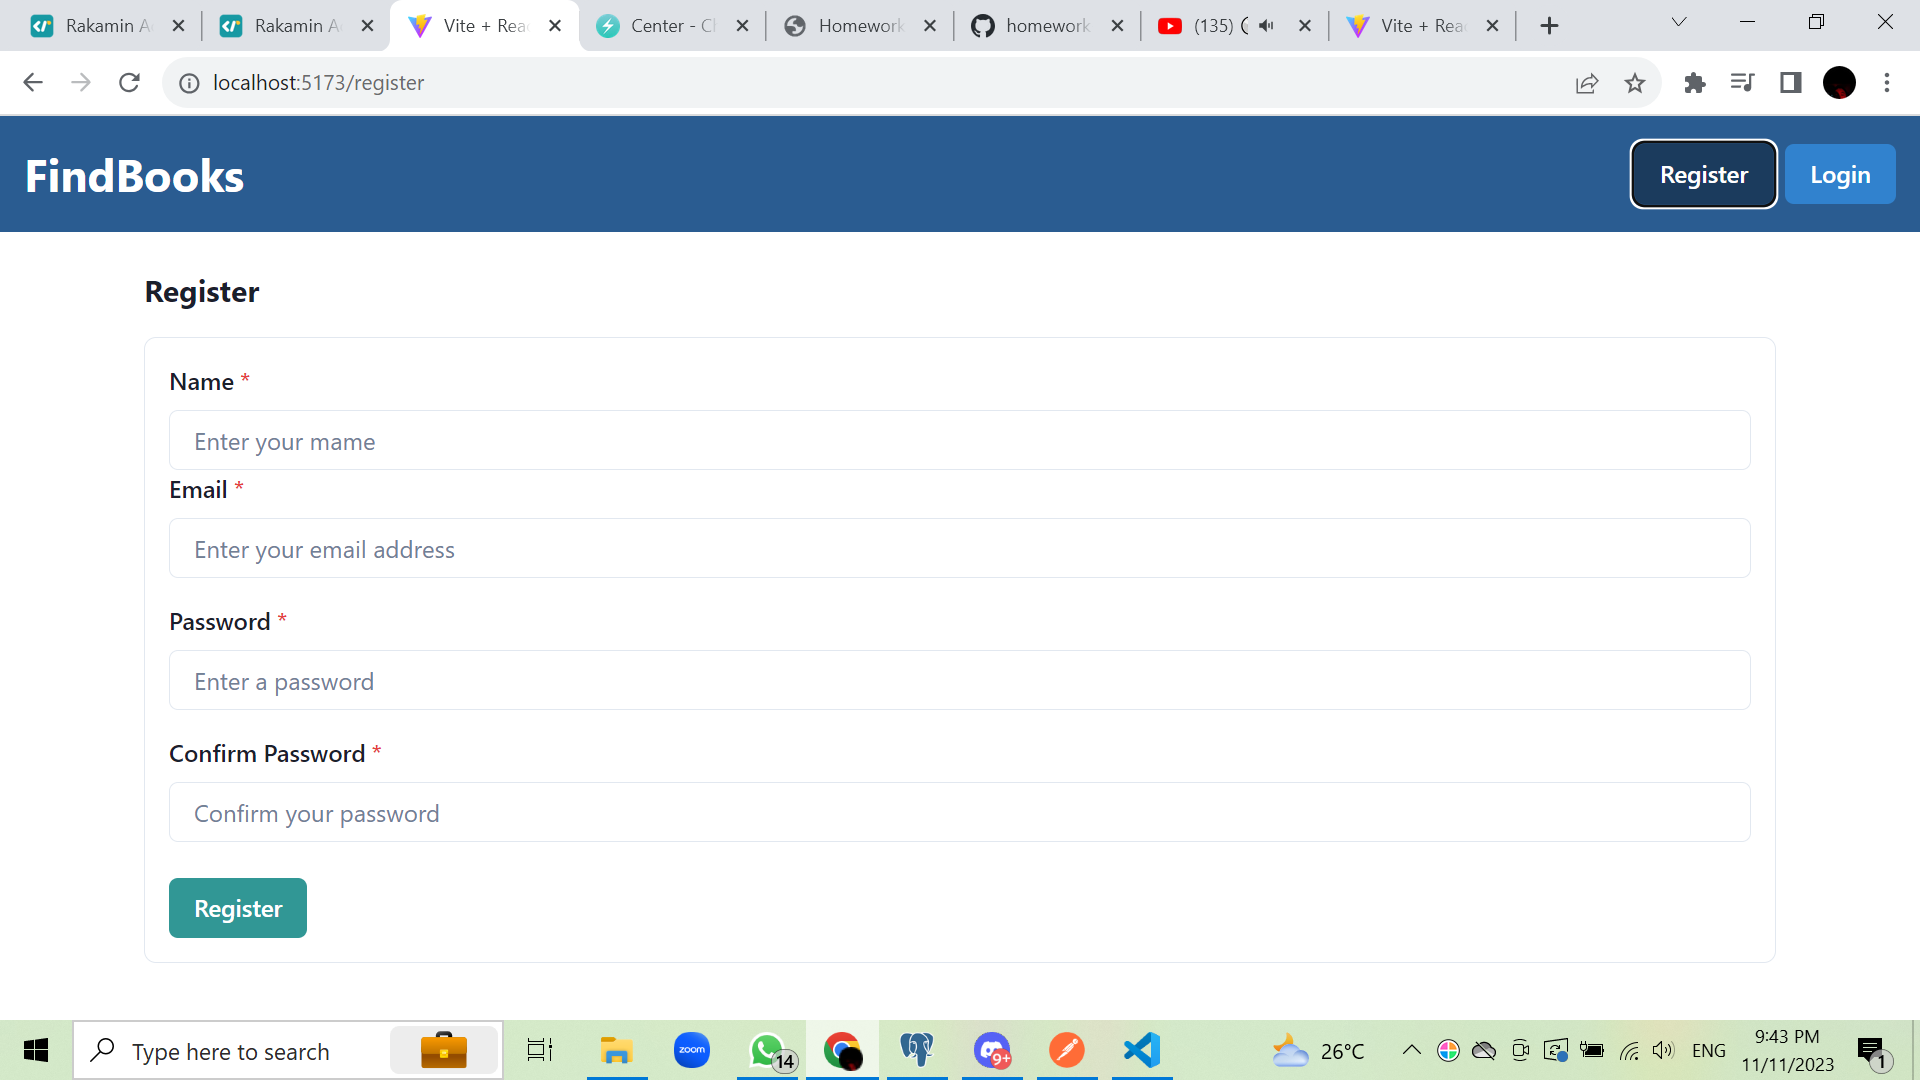 Rakamin A
Rakamin A
Vite + Rea
Center - Cl
Homework
homework
(135)
Vite + Rea
localhost:5173/register
FindBooks
Register
Login
Register
Name *
Enter your mame
Email *
Enter your email address
Password *
Enter a password
Confirm Password *
Confirm your password
Register
Type here to search
zoom
14
9+
26°C
ENG
9:43 PM
11/11/2023
1